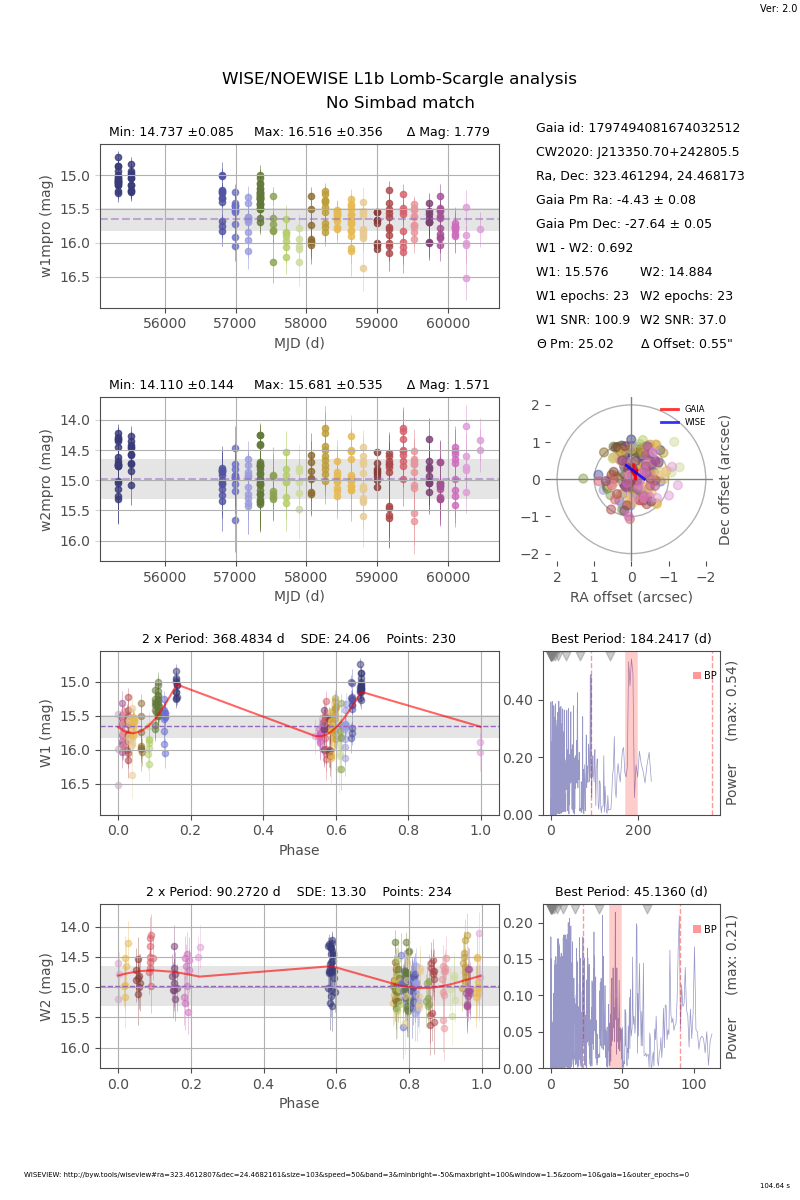 Ver: 2.0
WISE/NOEWISE L1b Lomb-Scargle analysis
No Simbad match
Min: 14.737 ±0.085 Max: 16.516 ±0.356 Δ Mag: 1.779
15.0
15.5
16.0
16.5
w1mpro (mag)
56000 57000 58000 59000 60000
MJD (d)
Gaia id: 1797494081674032512
CW2020: J213350.70+242805.5
Ra, Dec: 323.461294, 24.468173
Gaia Pm Ra: -4.43 ± 0.08
Gaia Pm Dec: -27.64 ± 0.05
W1 - W2: 0.692
W1: 15.576 W2: 14.884
W1 epochs: 23 W2 epochs: 23
W1 SNR: 100.9 W2 SNR: 37.0
Θ Pm: 25.02 Δ Offset: 0.55"
Min: 14.110 ±0.144 Max: 15.681 ±0.535 Δ Mag: 1.571
14.0
14.5
15.0
15.5
16.0
w2mpro (mag)
56000 57000 58000 59000 60000
MJD (d)
GAIA
WISE
2
1
0
−1
−2
Dec offset (arcsec)
2 1 0 −1 −2
RA offset (arcsec)
2 x Period: 368.4834 d SDE: 24.06 Points: 230
15.0
15.5
16.0
16.5
W1 (mag)
0.0 0.2 0.4 0.6 0.8 1.0
Phase
Best Period: 184.2417 (d)
BP
0.40
0.20
0.00
Power (max: 0.54)
0 200
2 x Period: 90.2720 d SDE: 13.30 Points: 234
14.0
14.5
15.0
15.5
16.0
W2 (mag)
0.0 0.2 0.4 0.6 0.8 1.0
Phase
Best Period: 45.1360 (d)
BP
0.20
0.15
0.10
0.05
0.00
Power (max: 0.21)
0 50 100
WISEVIEW: http://byw.tools/wiseview#ra=323.4612807&dec=24.4682161&size=103&speed=50&band=3&minbright=-50&maxbright=100&window=1.5&zoom=10&gaia=1&outer_epochs=0
104.64 s